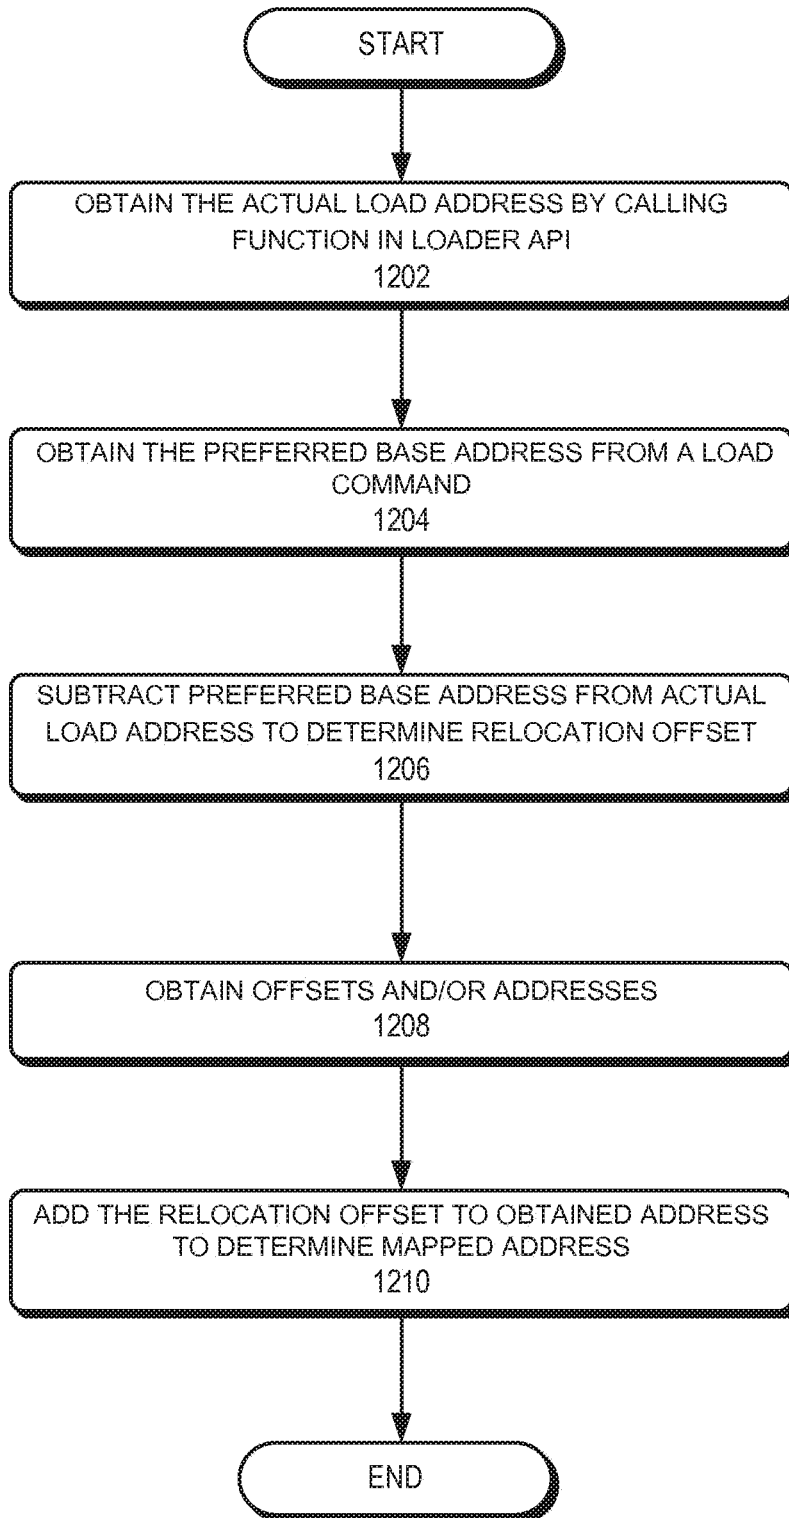 START
OBTAIN THE ACTUAL LOAD ADDRESS BY CALLING
FUNCTION IN LOADER API
1202
OBTAIN THE PREFERRED BASE ADDRESS FROM A LOAD
COMMAND
1204
SUBTRACT PREFERRED BASE ADDRESS FROM ACTUAL
LOAD ADDRESS TO DETERMINE RELOCATION OFFSET
1206
OBTAIN OFFSETS AND/OR ADDRESSES
1208
ADD THE RELOCATION OFFSET TO OBTAINED ADDRESS
TO DETERMINE MAPPED ADDRESS
1210
END